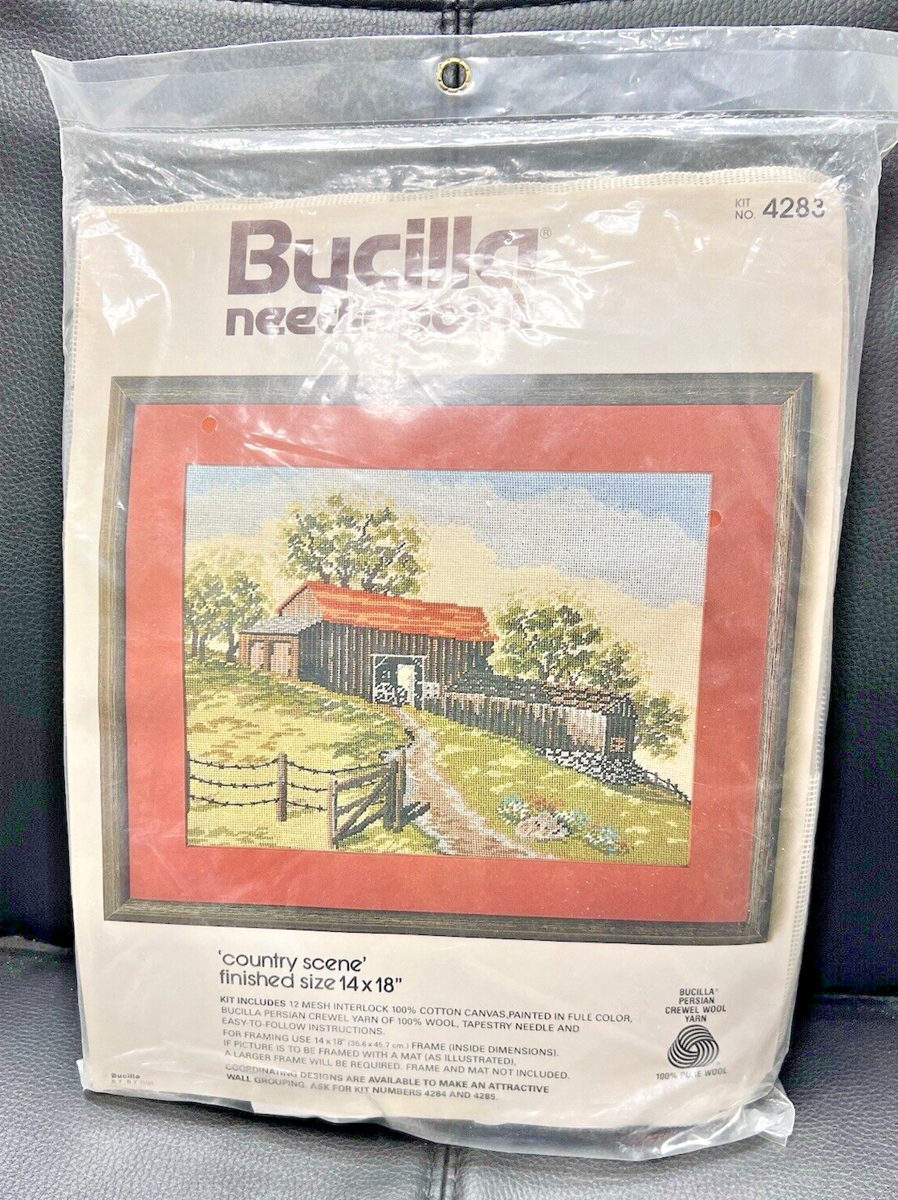 KIT
NO. 4283
Bucilla®
needlepoint
'country scene'
finished size 14 x 18"
KIT INCLUDES 12 MESH INTERLOCK 100% COTTON CANVAS, PAINTED IN FULL COLOR,
BUCILLA PERSIAN CREWEL YARN OF 100% WOOL, TAPESTRY NEEDLE AND
EASY-TO-FOLLOW INSTRUCTIONS.
FOR FRAMING USE 14 x 18" (35.6 x 45.7 cm.) FRAME (INSIDE DIMENSIONS).
IF PICTURE IS TO BE FRAMED WITH A MAT (AS ILLUSTRATED),
A LARGER FRAME WILL BE REQUIRED. FRAME AND MAT NOT INCLUDED.
COORDINATING DESIGNS ARE AVAILABLE TO MAKE AN ATTRACTIVE
WALL GROUPING. ASK FOR KIT NUMBERS 4284 AND 4285.
BUCILLA®
PERSIAN
CREWEL WOOL
YARN
100% PURE WOOL
Bucilla